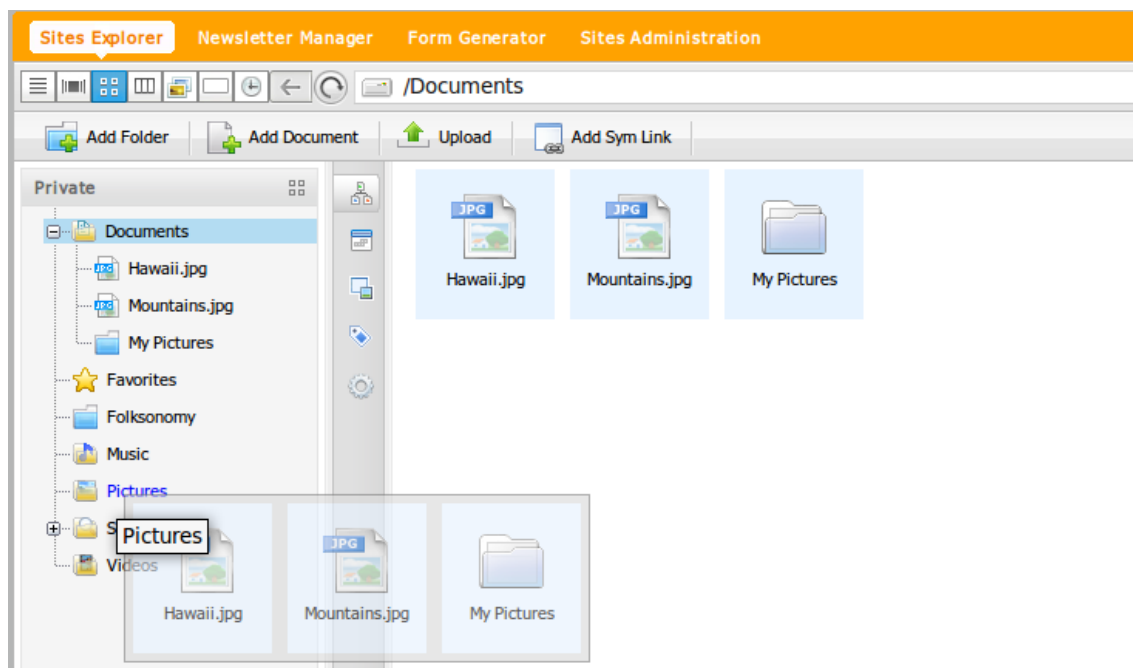 Sites Explorer Newsletter Manager Form Generator Sites Administration
/Documents
Add Folder Add Document Upload Add Sym Link
Private
Documents
Hawaii.jpg
Mountains.jpg
My Pictures
Favorites
Folksonomy
Music
Pictures
S
Videos
Pictures
JPG JPG
Hawaii.jpg Mountains.jpg My Pictures
JPG
Hawaii.jpg Mountains.jpg My Pictures